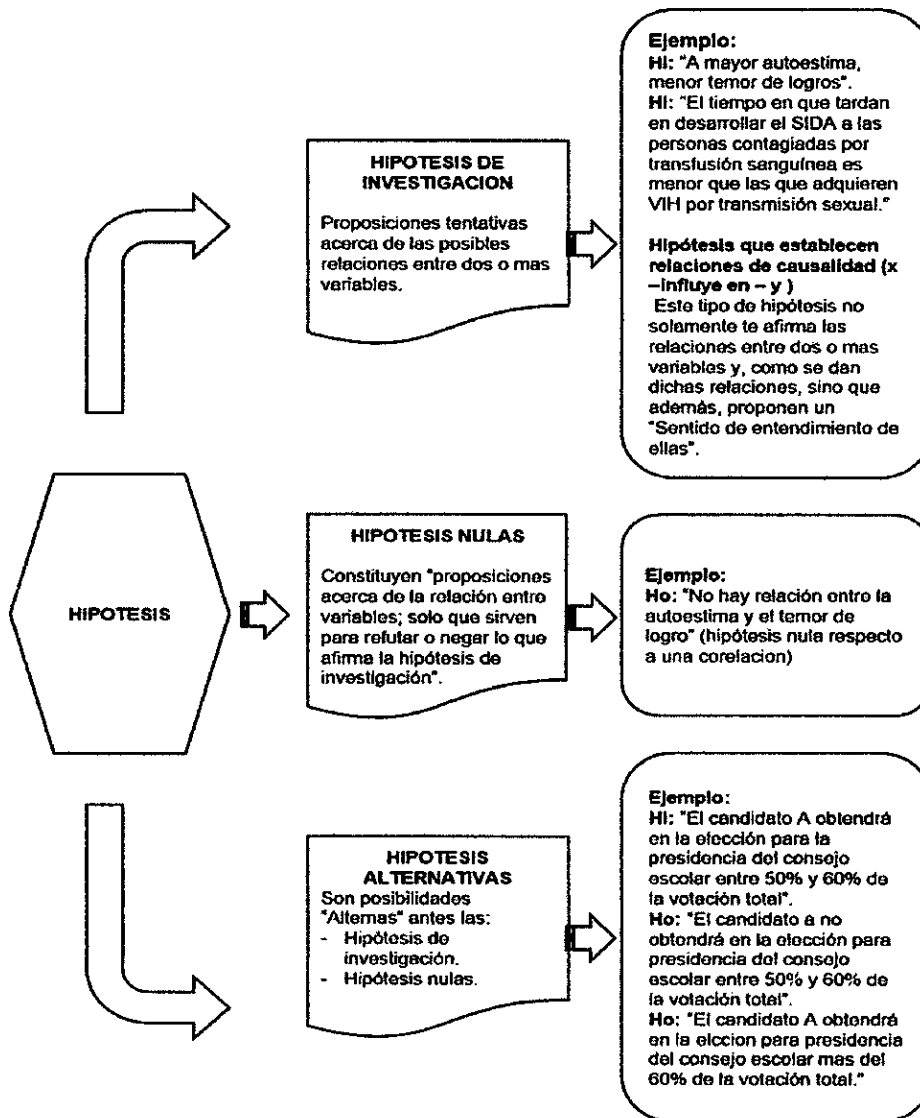 HIPOTESIS
HIPOTESIS DE
INVESTIGACION
Proposiciones tentativas
acerca de las posibles
relaciones entre dos o mas
variables.
Ejemplo:
Hi: "A mayor autoestima,
menor temor de logros".
Hi: "El tiempo en que tardan
en desarrollar el SIDA a las
personas contagiadas por
transfusión sanguínea es
menor que las que adquieren
VIH por transmisión sexual."
Hipótesis que establecen
relaciones de causalidad (x
–influye en – y )
Este tipo de hipótesis no
solamente te afirma las
relaciones entre dos o mas
variables y, como se dan
dichas relaciones, sino que
además, proponen un
"Sentido de entendimiento de
ellas".
HIPOTESIS NULAS
Constituyen "proposiciones
acerca de la relación entre
variables; solo que sirven
para refutar o negar lo que
afirma la hipótesis de
investigación".
Ejemplo:
Ho: "No hay relación entre la
autoestima y el temor de
logro" (hipótesis nula respecto
a una corelacion)
HIPOTESIS
ALTERNATIVAS
Son posibilidades
"Alternas" antes las:
- Hipótesis de
investigación.
- Hipótesis nulas.
Ejemplo:
Hi: "El candidato A obtendrá
en la elección para la
presidencia del consejo
escolar entre 50% y 60% de
la votación total".
Ho: "El candidato a no
obtendrá en la elección para
presidencia del consejo
escolar entre 50% y 60% de
la votación total".
Ho: "El candidato A obtendrá
en la elccion para presidencia
del consejo escolar mas del
60% de la votación total."